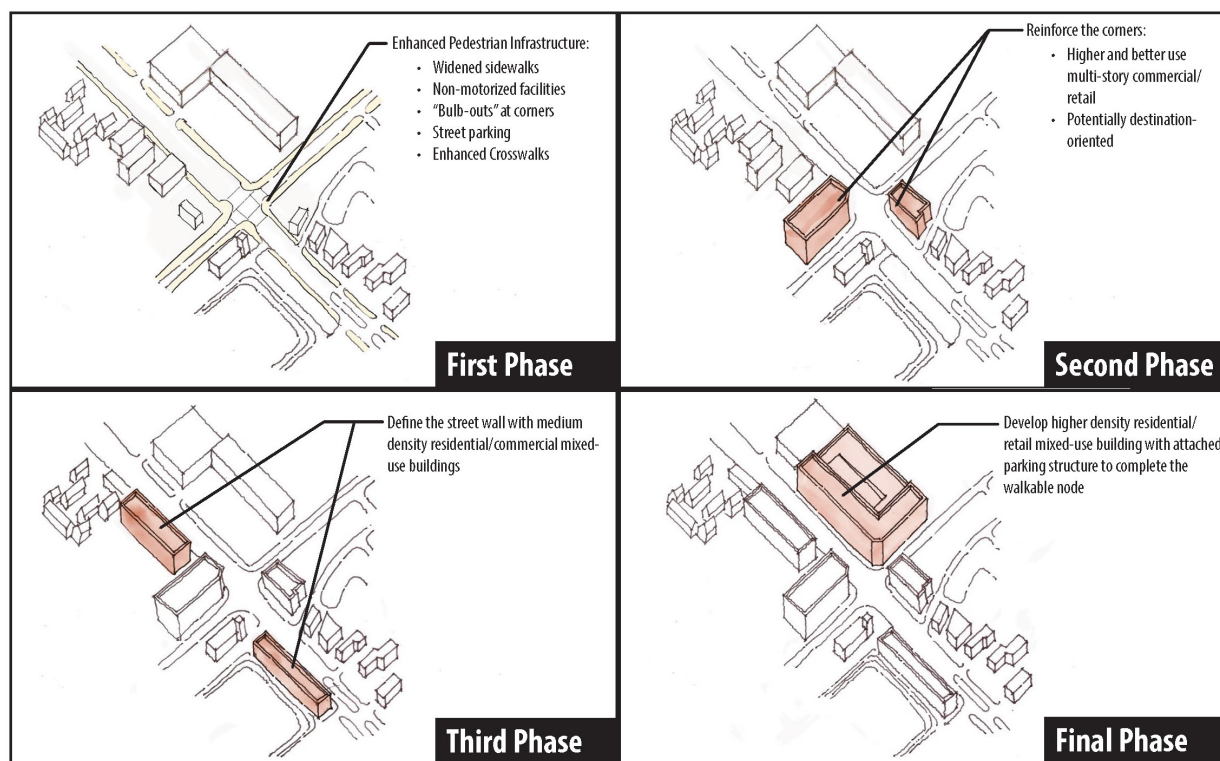 Enhanced Pedestrian Infrastructure:
• Widened sidewalks
• Non-motorized facilities
• "Bulb-outs" at corners
• Street parking
• Enhanced Crosswalks
First Phase
Reinforce the corners:
• Higher and better use
multi-story commercial/
retail
• Potentially destination-
oriented
Second Phase
Define the street wall with medium
density residential/commercial mixed-
use buildings
Third Phase
Develop higher density residential/
retail mixed-use building with attached
parking structure to complete the
walkable node
Final Phase